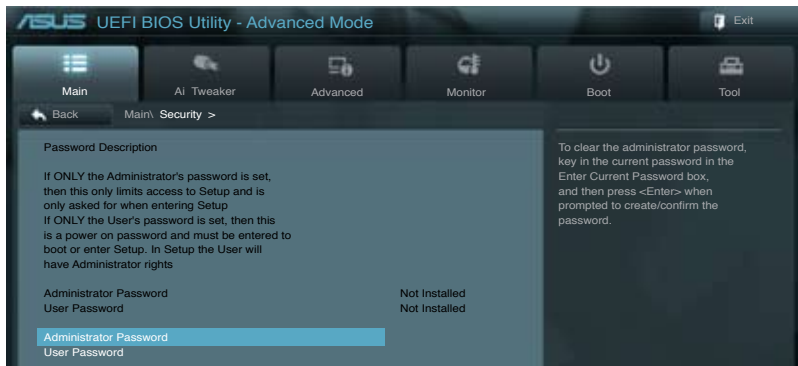 ASUS UEFI BIOS Utility - Advanced Mode
Exit
Main
Ai Tweaker
Advanced
Monitor
Boot
Tool
Back
Main\ Security >
Password Description
If ONLY the Administrator's password is set,
then this only limits access to Setup and is
only asked for when entering Setup
If ONLY the User's password is set, then this
is a power on password and must be entered to
boot or enter Setup. In Setup the User will
have Administrator rights
Administrator Password Not Installed
User Password Not Installed
Administrator Password
User Password
To clear the administrator password,
key in the current password in the
Enter Current Password box,
and then press <Enter> when
prompted to create/confirm the
password.